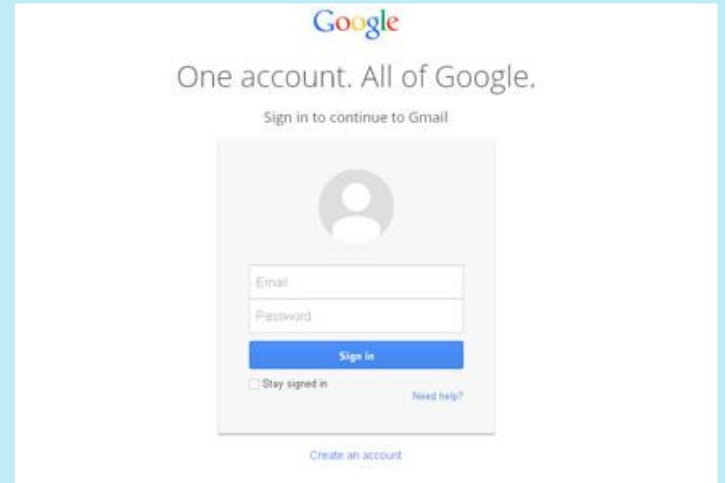 Google
One account. All of Google.
Sign in to continue to Gmail
Email
Password
Sign in
Stay signed in
Need help?
Create an account